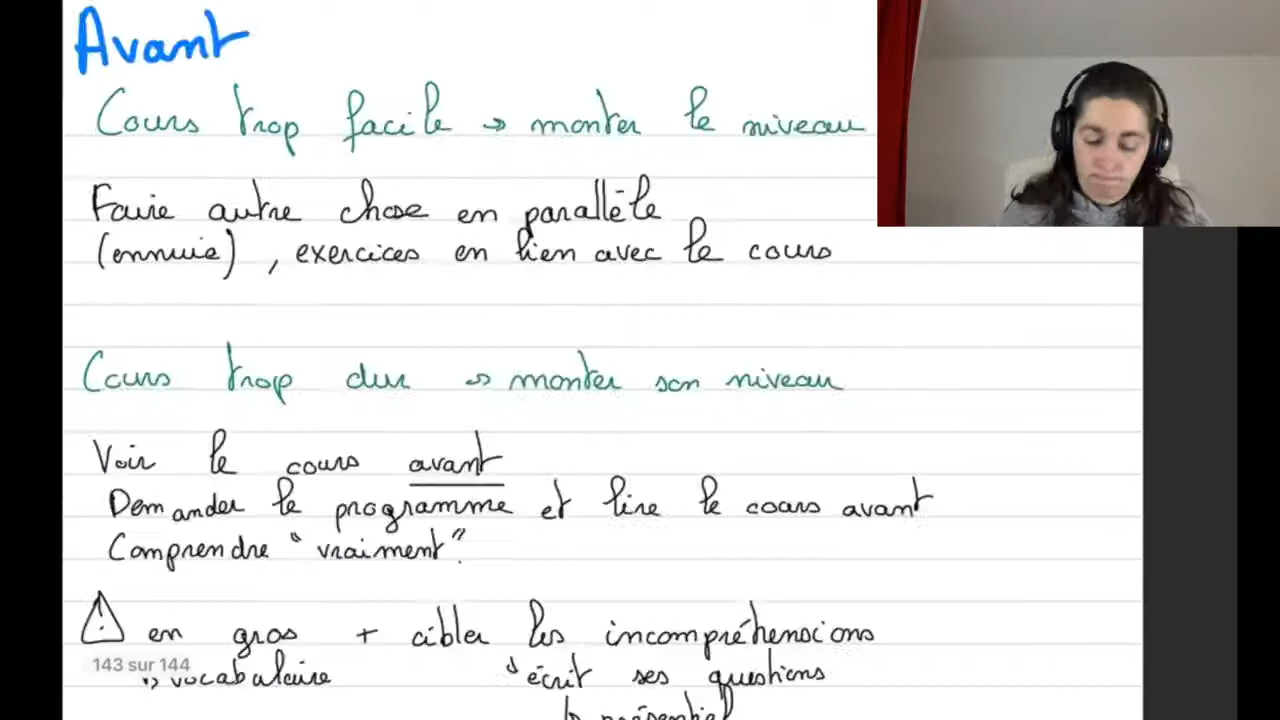 Avant
Cours trop facile → monter le niveau
Faire autre chose en parallèle
(ennuie), exercices en lien avec le cours
Cours trop dur → monter son niveau
Voir le cours avant
Demander le programme et lire le cours avant
Comprendre "vraiment".
⚠ en gros + cibler les incompréhensions
143 sur 144
↳ vocabulaire ↳ écrit ses questions
↳ présentiel